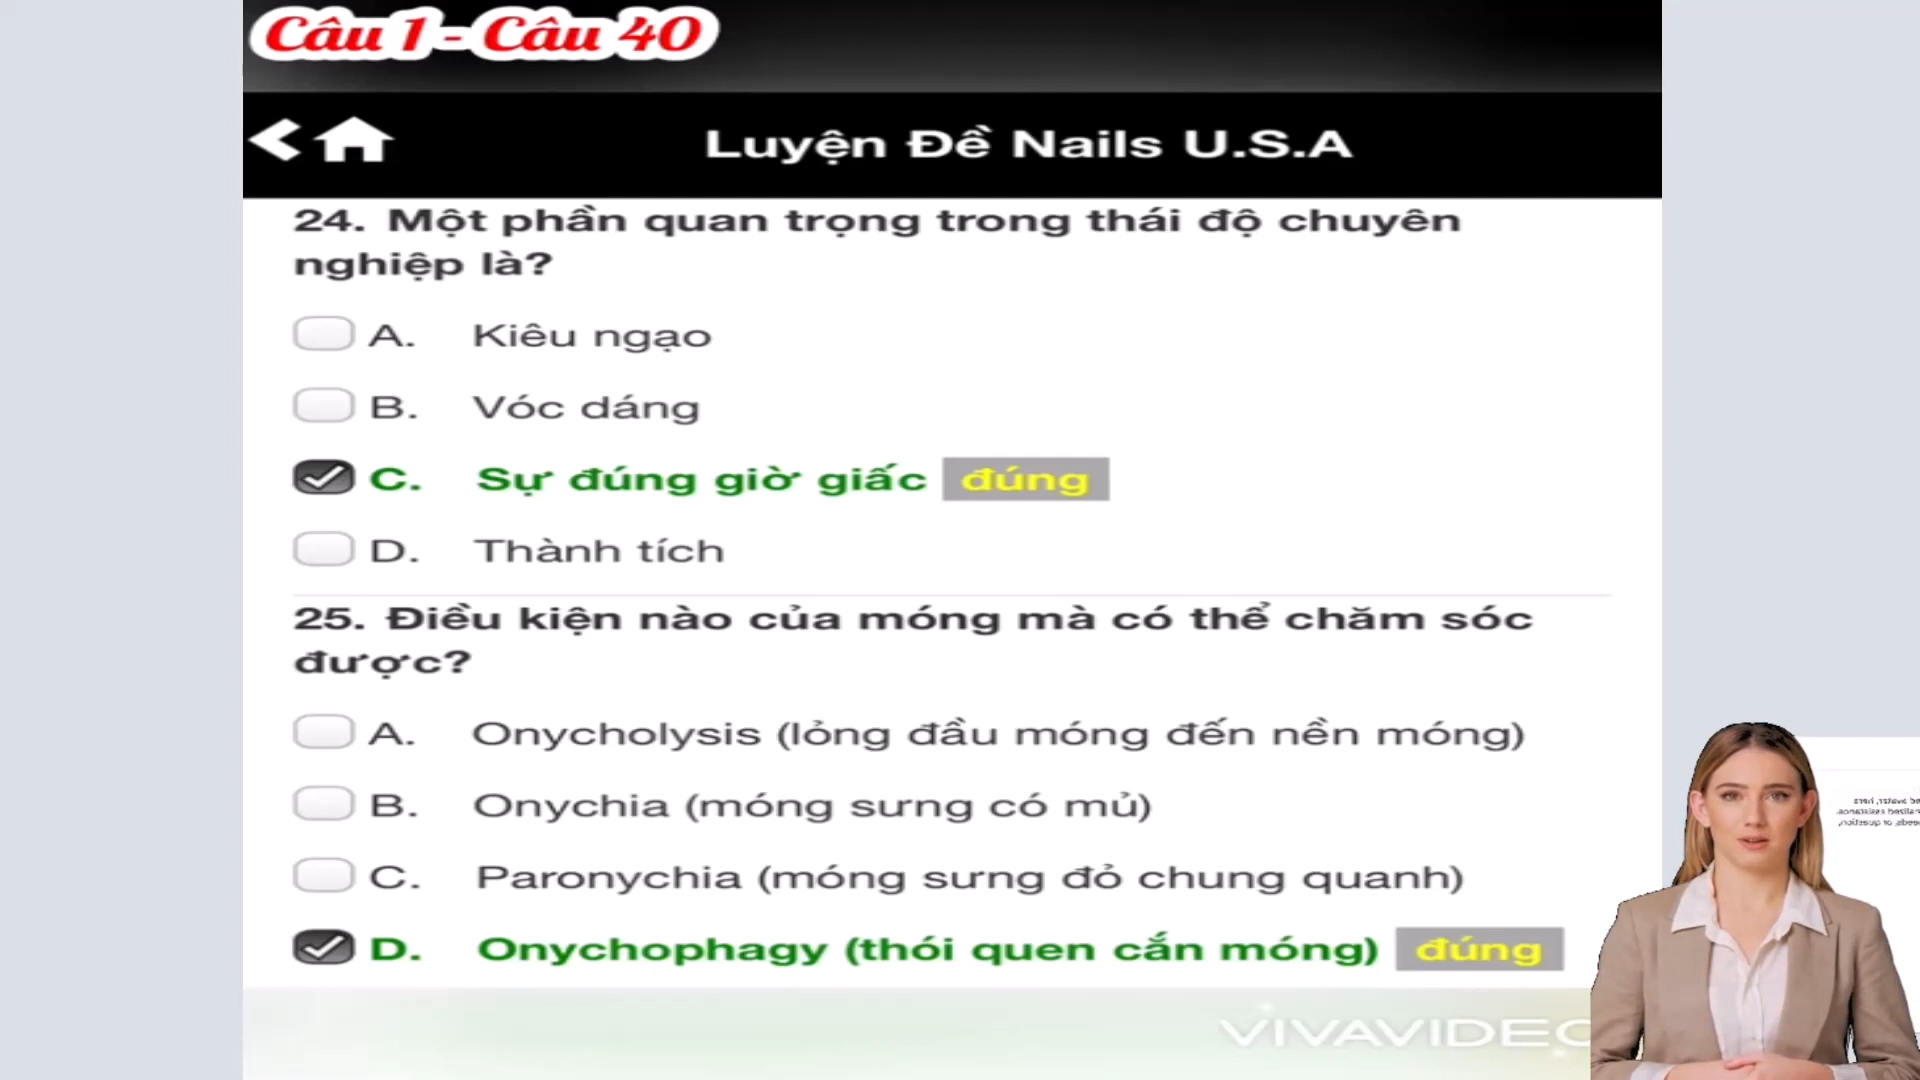 Câu 1 - Câu 40
Luyện Đề Nails U.S.A
24. Một phần quan trọng trong thái độ chuyên
nghiệp là?
A. Kiêu ngạo
B. Vóc dáng
C. Sự đúng giờ giấc đúng
D. Thành tích
25. Điều kiện nào của móng mà có thể chăm sóc
được?
A. Onycholysis (lỏng đầu móng đến nền móng)
B. Onychia (móng sưng có mủ)
C. Paronychia (móng sưng đỏ chung quanh)
D. Onychophagy (thói quen cắn móng) đúng
VIVAVIDEO